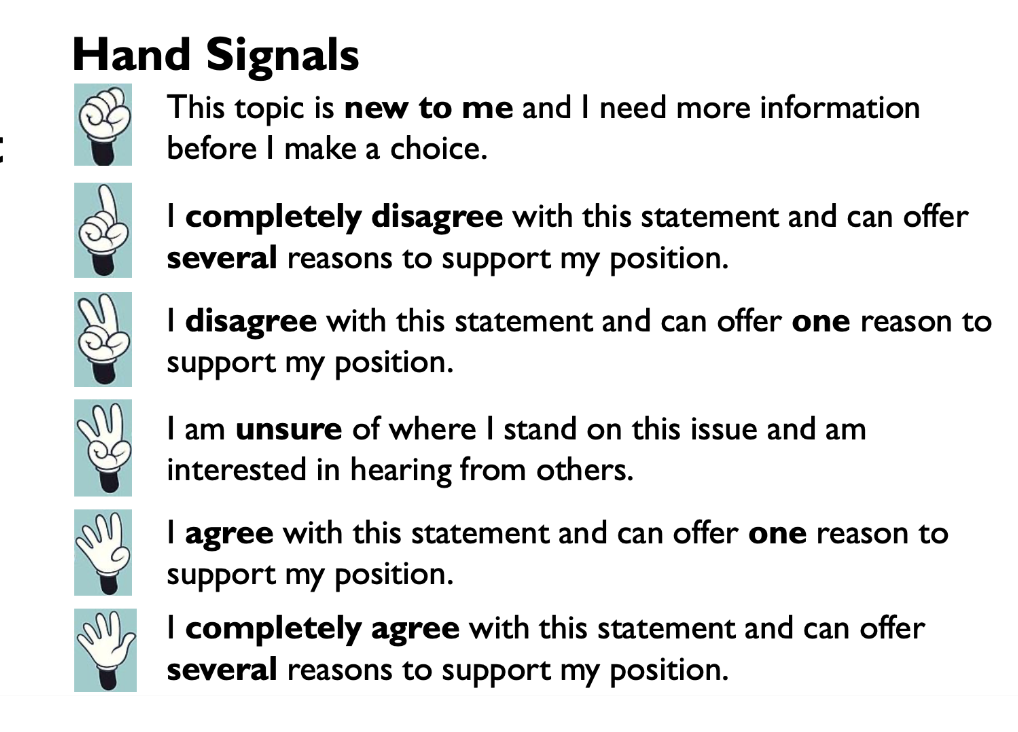 Hand Signals
This topic is new to me and I need more information
before I make a choice.
I completely disagree with this statement and can offer
several reasons to support my position.
I disagree with this statement and can offer one reason to
support my position.
I am unsure of where I stand on this issue and am
interested in hearing from others.
I agree with this statement and can offer one reason to
support my position.
I completely agree with this statement and can offer
several reasons to support my position.